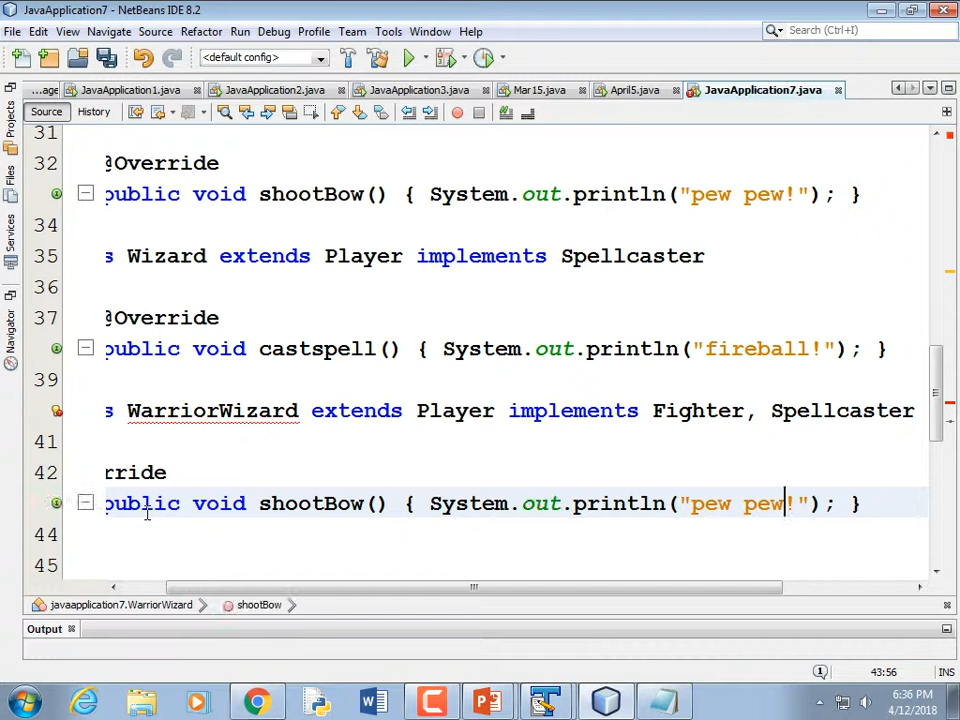 JavaApplication7 - NetBeans IDE 8.2
File Edit View Navigate Source Refactor Run Debug Profile Team Tools Window Help
<default config>
Search (Ctrl+I)
...age JavaApplication1.java JavaApplication2.java JavaApplication3.java Mar15.java April5.java JavaApplication7.java
Source History
Projects
Files
Services
Navigator
31
32 @Override
public void shootBow() { System.out.println("pew pew!"); }
34
35 s Wizard extends Player implements Spellcaster
36
37 @Override
public void castspell() { System.out.println("fireball!"); }
39
s WarriorWizard extends Player implements Fighter, Spellcaster
41
42 rride
public void shootBow() { System.out.println("pew pew!"); }
44
45
javaapplication7.WarriorWizard shootBow
Output
1 43:56 INS
6:36 PM
4/12/2018